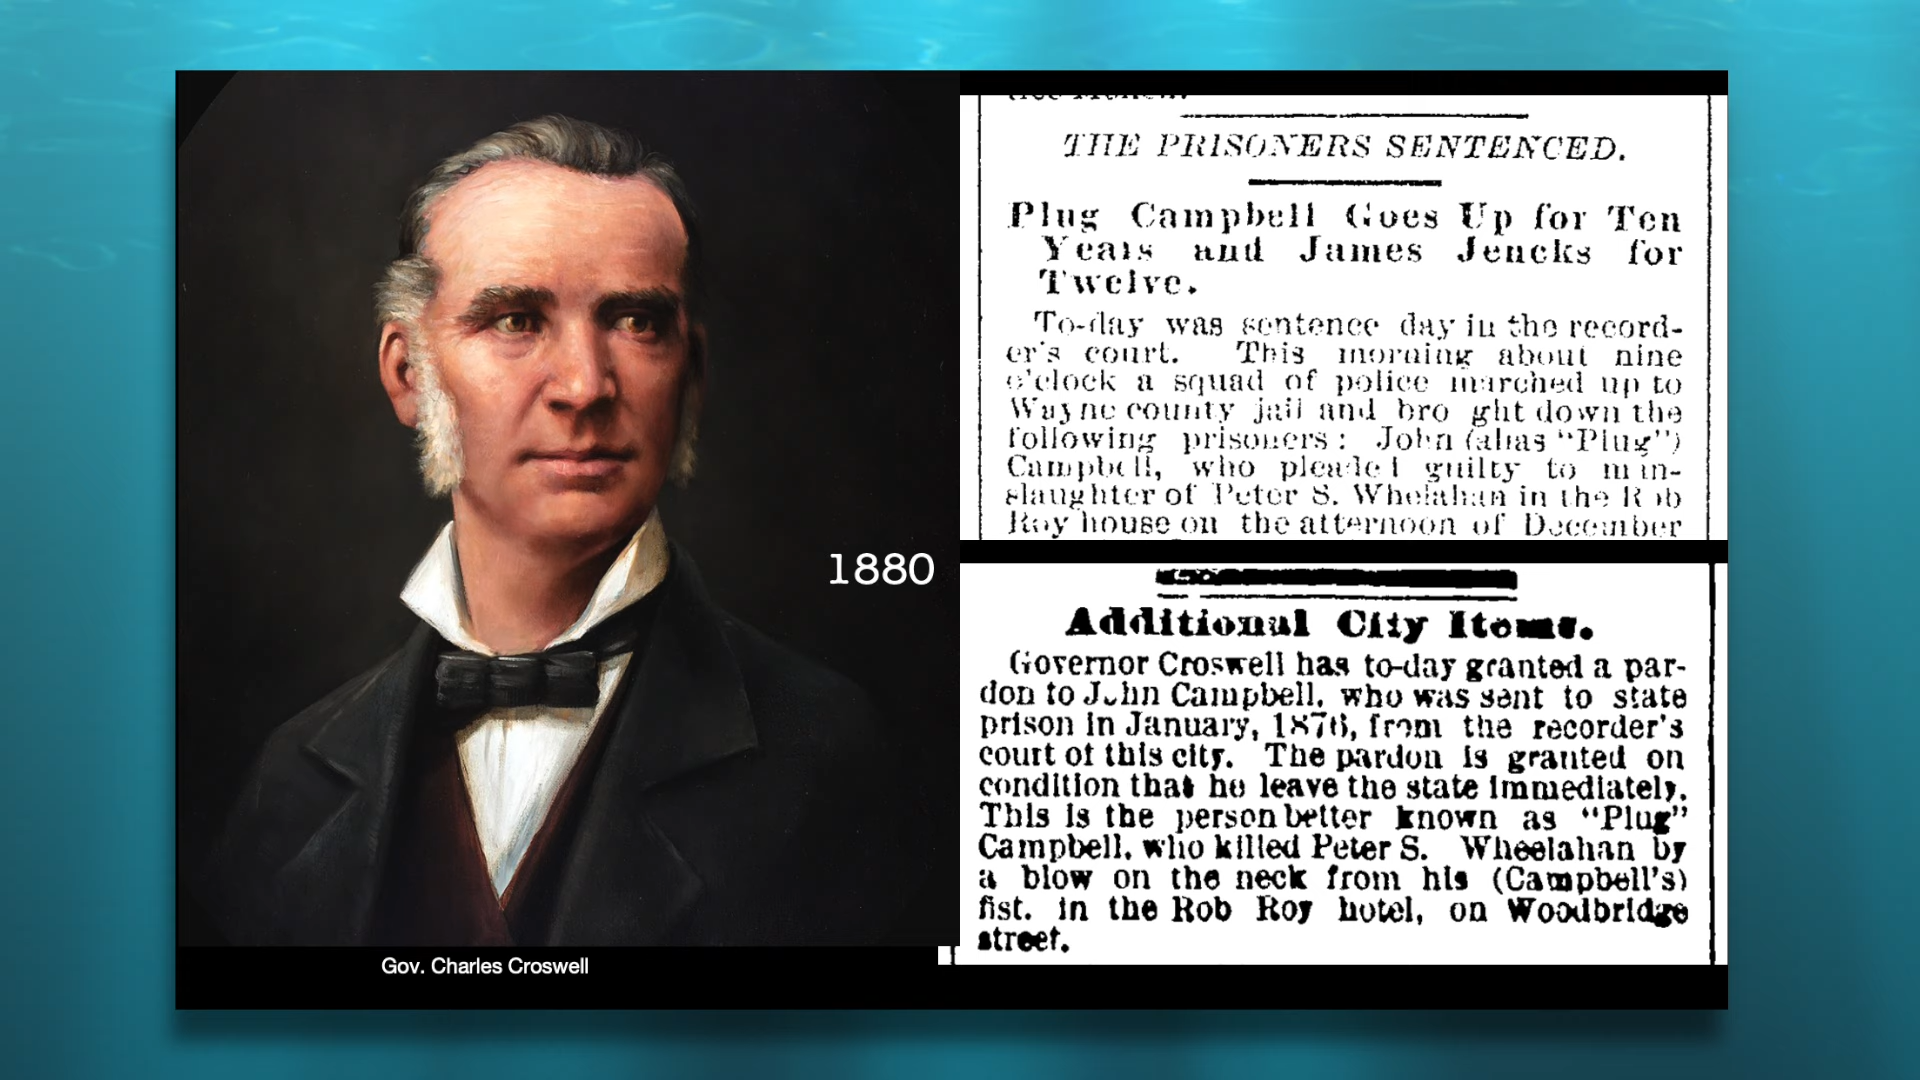 THE PRISONERS SENTENCED.
Plug Campbell Goes Up for Ten
Years and James Jencks for
Twelve.
To-day was sentence day in the record-
er's court. This morning about nine
o'clock a squad of police marched up to
Wayne county jail and bro ght down the
following prisoners: John (alias "Plug")
Campbell, who pleaded guilty to man-
slaughter of Peter S. Whelahan in the Rob
Roy house on the afternoon of December
1880
Additional City Items.
Governor Croswell has to-day granted a par-
don to John Campbell, who was sent to state
prison in January, 1876, from the recorder's
court of this city. The pardon is granted on
condition that he leave the state immediately.
This is the person better known as "Plug"
Campbell, who killed Peter S. Wheelahan by
a blow on the neck from his (Campbell's)
fist, in the Rob Roy hotel, on Woodbridge
street.
Gov. Charles Croswell